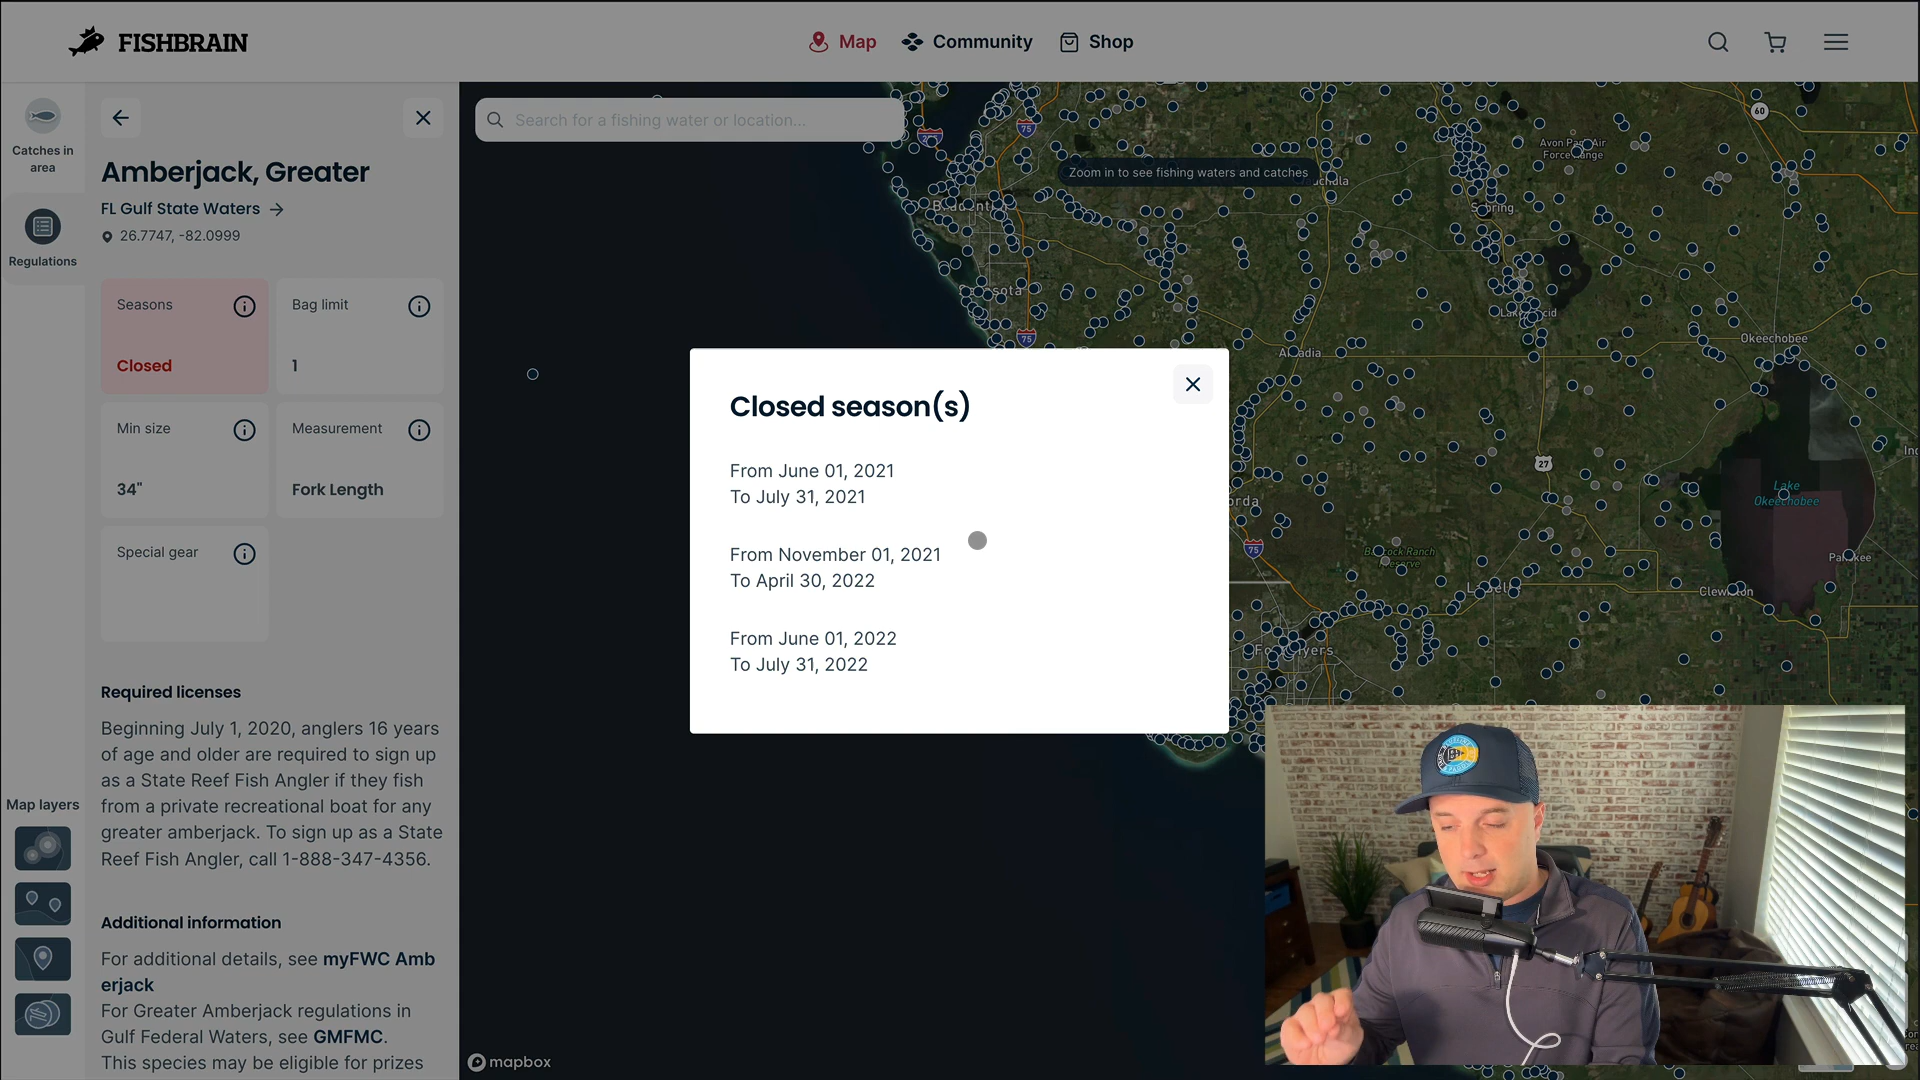 FISHBRAIN
Map
Community
Shop
Catches in
area
Regulations
Map layers
Amberjack, Greater
FL Gulf State Waters
26.7747, -82.0999
Seasons
Closed
Bag limit
1
Min size
34"
Measurement
Fork Length
Special gear
Required licenses
Beginning July 1, 2020, anglers 16 years
of age and older are required to sign up
as a State Reef Fish Angler if they fish
from a private recreational boat for any
greater amberjack. To sign up as a State
Reef Fish Angler, call 1-888-347-4356.
Additional information
For additional details, see myFWC Amb
erjack
For Greater Amberjack regulations in
Gulf Federal Waters, see GMFMC.
This species may be eligible for prizes
Search for a fishing water or location...
Zoom in to see fishing waters and catches
Closed season(s)
From June 01, 2021
To July 31, 2021
From November 01, 2021
To April 30, 2022
From June 01, 2022
To July 31, 2022
75
60
Avon Park Air
Force Range
75
Okeechobee
27
Lake
Okeechobee
75
Clewiston
mapbox